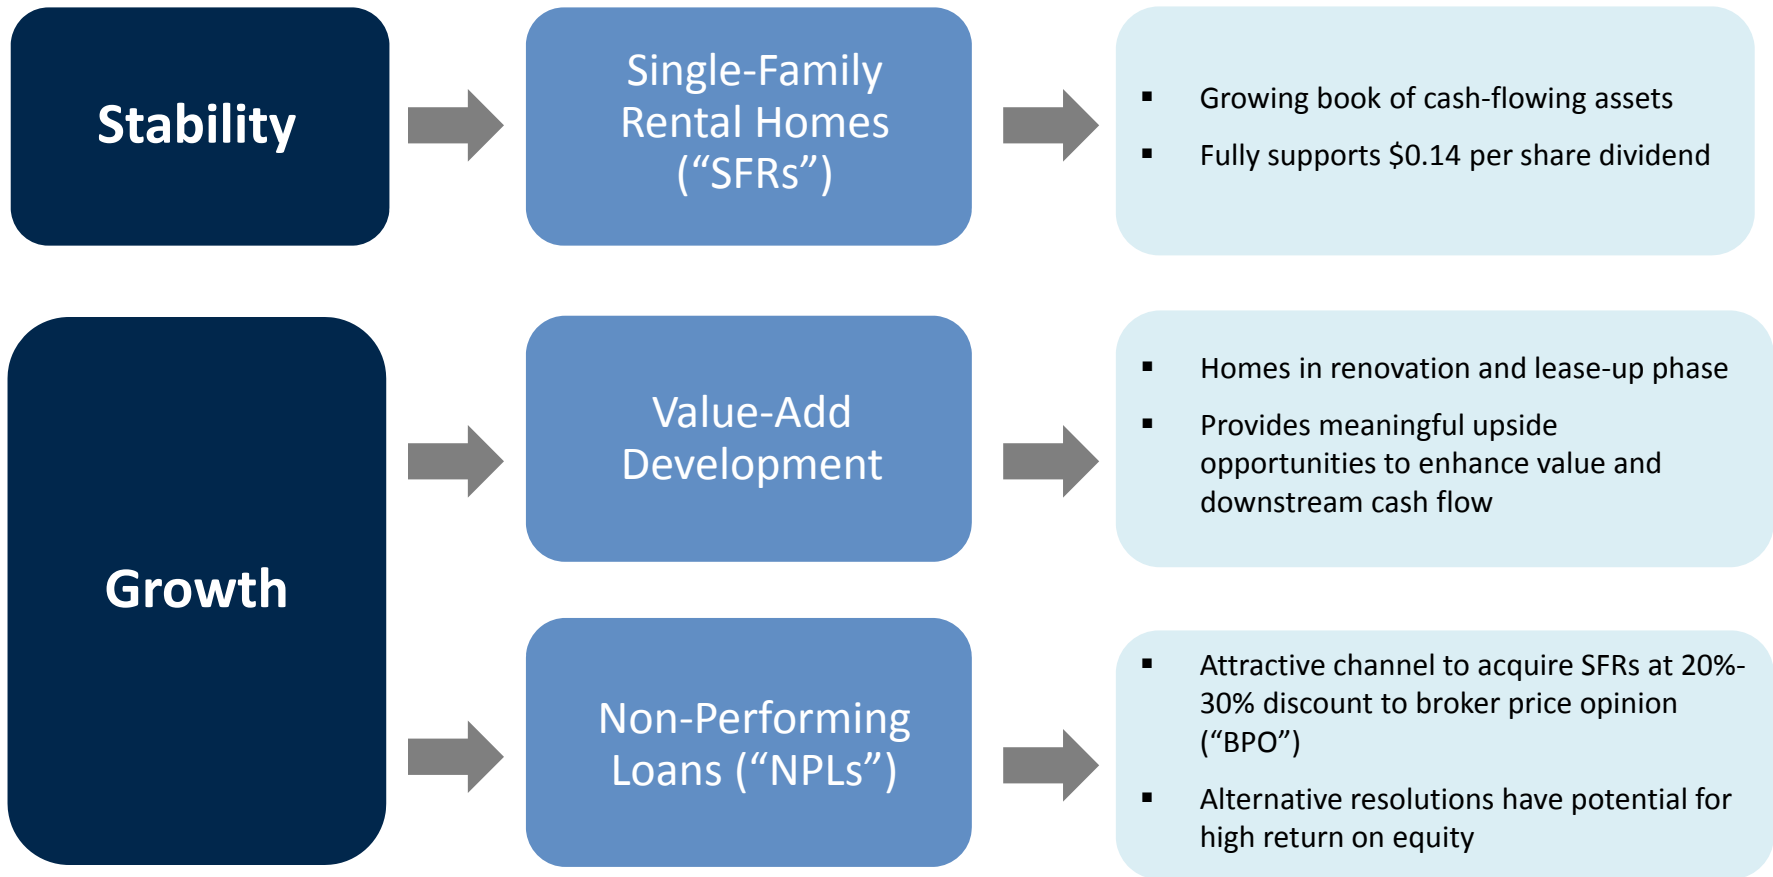 Stability
Single-Family
Rental Homes
(“SFRs”)
▪ Growing book of cash-flowing assets
▪ Fully supports $0.14 per share dividend
Growth
Value-Add
Development
▪ Homes in renovation and lease-up phase
▪ Provides meaningful upside
opportunities to enhance value and
downstream cash flow
Non-Performing
Loans (“NPLs”)
▪ Attractive channel to acquire SFRs at 20%-
30% discount to broker price opinion
(“BPO”)
▪ Alternative resolutions have potential for
high return on equity